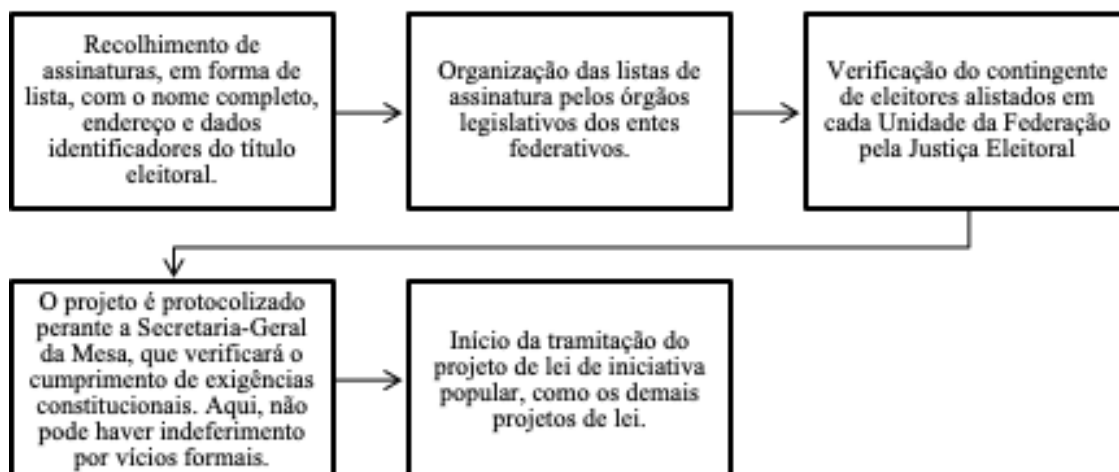 Recolhimento de
assinaturas, em forma de
lista, com o nome completo,
endereço e dados
identificadores do título
eleitoral.
Organização das listas de
assinatura pelos órgãos
legislativos dos entes
federativos.
Verificação do contingente
de eleitores alistados em
cada Unidade da Federação
pela Justiça Eleitoral
O projeto é protocolizado
perante a Secretaria-Geral
da Mesa, que verificará o
cumprimento de exigências
constitucionais. Aqui, não
pode haver indeferimento
por vícios formais.
Início da tramitação do
projeto de lei de iniciativa
popular, como os demais
projetos de lei.